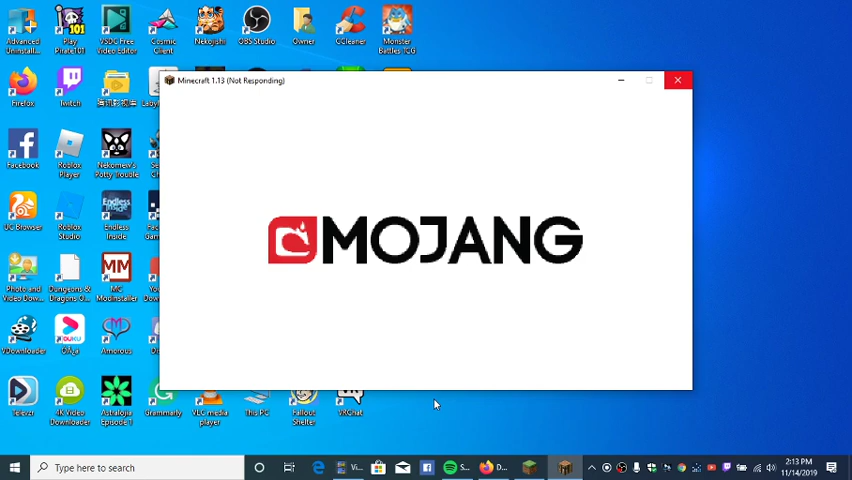 Advanced Uninstall...
Play Pirate101
VSDC Free Video Editor
Cosmic Client
Nekojishi
OBS Studio
Owner
CCleaner
Monster Battles TCG
Minecraft 1.13 (Not Responding)
Firefox
Twitch
MOJANG
Facebook
Roblox Player
Nekomew's Potty Trouble
UC Browser
Roblox Studio
Endless Inside
Photo and Video Dow...
Dungeons & Dragons O...
MC Modinstaller
VDownloader
Amorous
Televzr
4K Video Downloader
Astralojia Episode 1
Grammarly
VLC media player
This PC
Fallout Shelter
VRChat
Type here to search
Vi...
S...
D...
2:13 PM
11/14/2019